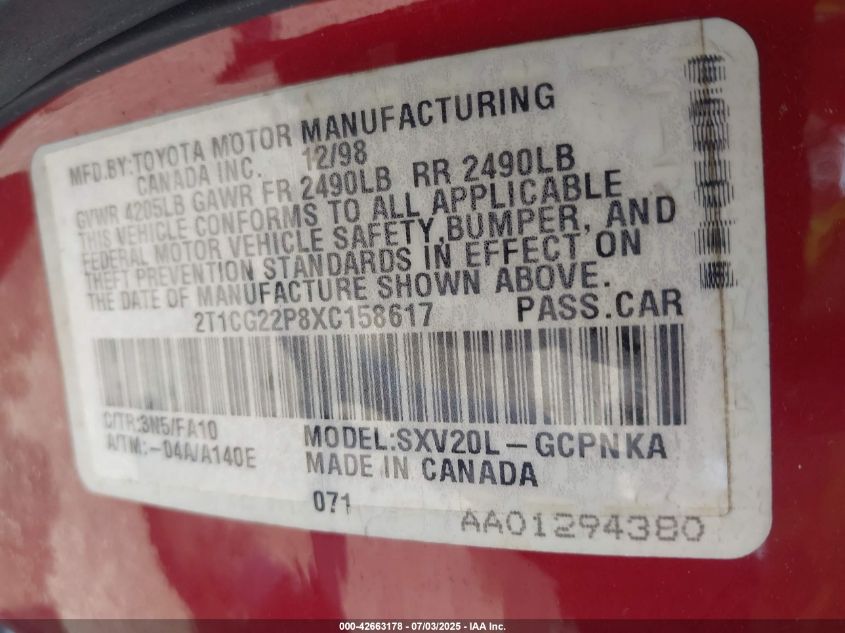 MFD.BY:TOYOTA MOTOR MANUFACTURING
CANADA INC. 12/98
GVWR 4205LB GAWR FR 2490LB RR 2490LB
THIS VEHICLE CONFORMS TO ALL APPLICABLE
FEDERAL MOTOR VEHICLE SAFETY,BUMPER, AND
THEFT PREVENTION STANDARDS IN EFFECT ON
THE DATE OF MANUFACTURE SHOWN ABOVE.
2T1CG22P8XC158617 PASS.CAR
C/TR:3N5/FA10
A/TM:-04A/A140E
MODEL:SXV20L-GCPNKA
MADE IN CANADA
071
AA01294380
000-42663178 - 07/03/2025 - IAA Inc.